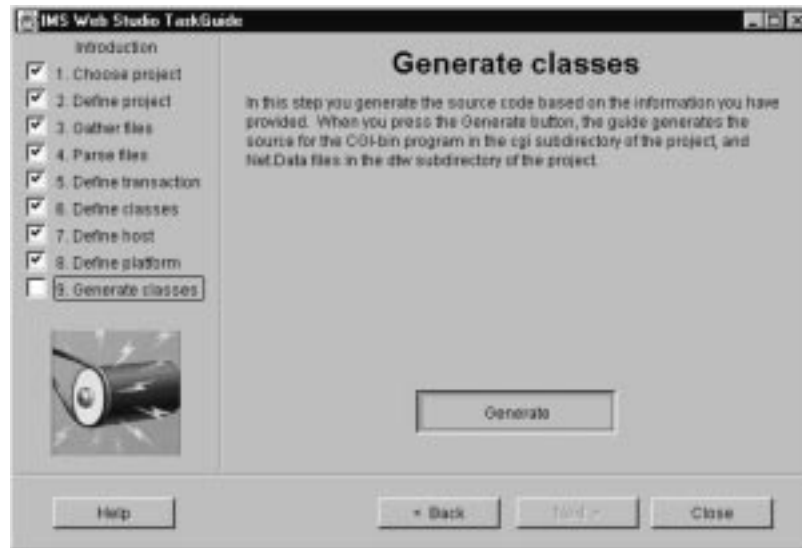 IMS Web Studio TaskGuide
Introduction
1. Choose project
2. Define project
3. Gather files
4. Parse files
5. Define transaction
6. Define classes
7. Define host
8. Define platform
9. Generate classes
Generate classes
In this step you generate the source code based on the information you have
provided. When you press the Generate button, the guide generates the
source for the CGI-bin program in the cgi subdirectory of the project, and
Net.Data files in the dtw subdirectory of the project.
Generate
Help
< Back
Next >
Close